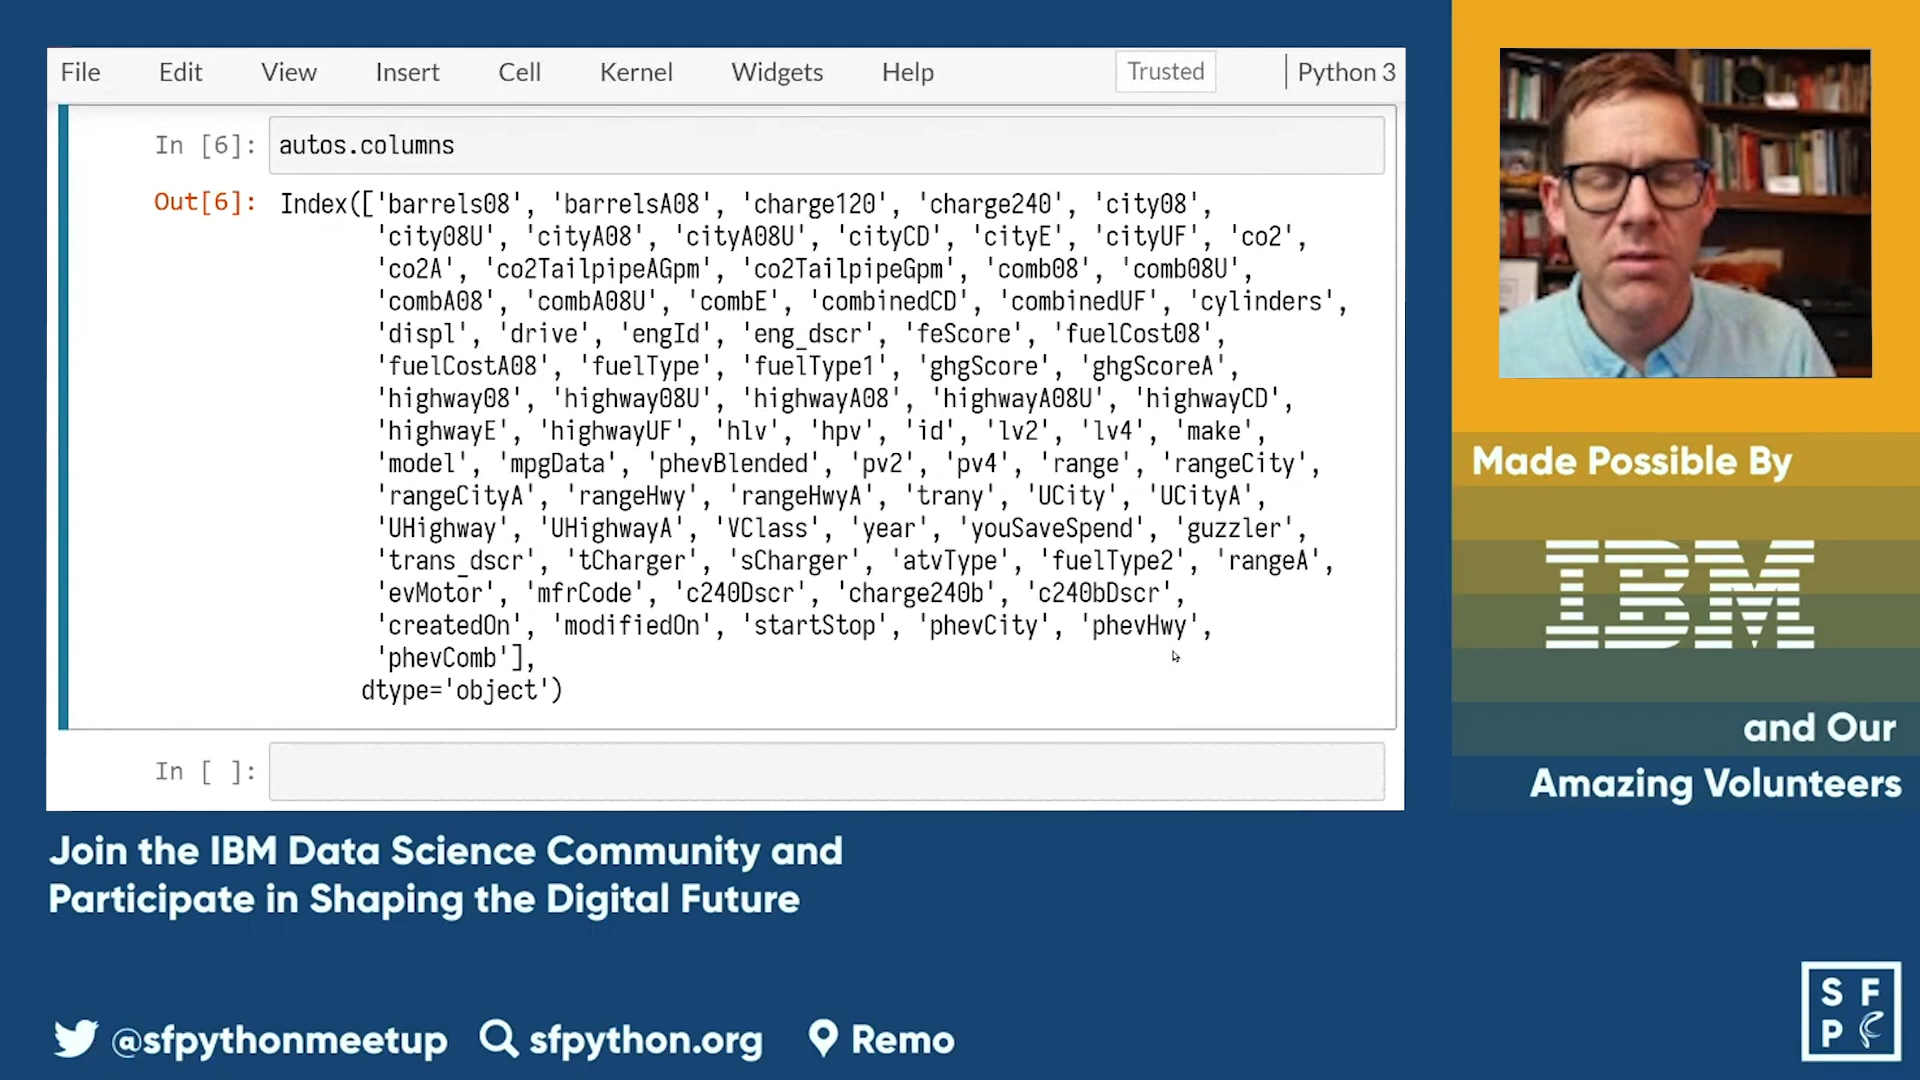 File Edit View Insert Cell Kernel Widgets Help Trusted Python 3
In [6]: autos.columns
Out[6]: Index(['barrels08', 'barrelsA08', 'charge120', 'charge240', 'city08',
'city08U', 'cityA08', 'cityA08U', 'cityCD', 'cityE', 'cityUF', 'co2',
'co2A', 'co2TailpipeAGpm', 'co2TailpipeGpm', 'comb08', 'comb08U',
'combA08', 'combA08U', 'combE', 'combinedCD', 'combinedUF', 'cylinders',
'displ', 'drive', 'engId', 'eng_dscr', 'feScore', 'fuelCost08',
'fuelCostA08', 'fuelType', 'fuelType1', 'ghgScore', 'ghgScoreA',
'highway08', 'highway08U', 'highwayA08', 'highwayA08U', 'highwayCD',
'highwayE', 'highwayUF', 'hlv', 'hpv', 'id', 'lv2', 'lv4', 'make',
'model', 'mpgData', 'phevBlended', 'pv2', 'pv4', 'range', 'rangeCity',
'rangeCityA', 'rangeHwy', 'rangeHwyA', 'trany', 'UCity', 'UCityA',
'UHighway', 'UHighwayA', 'VClass', 'year', 'youSaveSpend', 'guzzler',
'trans_dscr', 'tCharger', 'sCharger', 'atvType', 'fuelType2', 'rangeA',
'evMotor', 'mfrCode', 'c240Dscr', 'charge240b', 'c240bDscr',
'createdOn', 'modifiedOn', 'startStop', 'phevCity', 'phevHwy',
'phevComb'],
dtype='object')
In [ ]:
Made Possible By
IBM
and Our
Amazing Volunteers
Join the IBM Data Science Community and
Participate in Shaping the Digital Future
@sfpythonmeetup sfpython.org Remo
S F
P